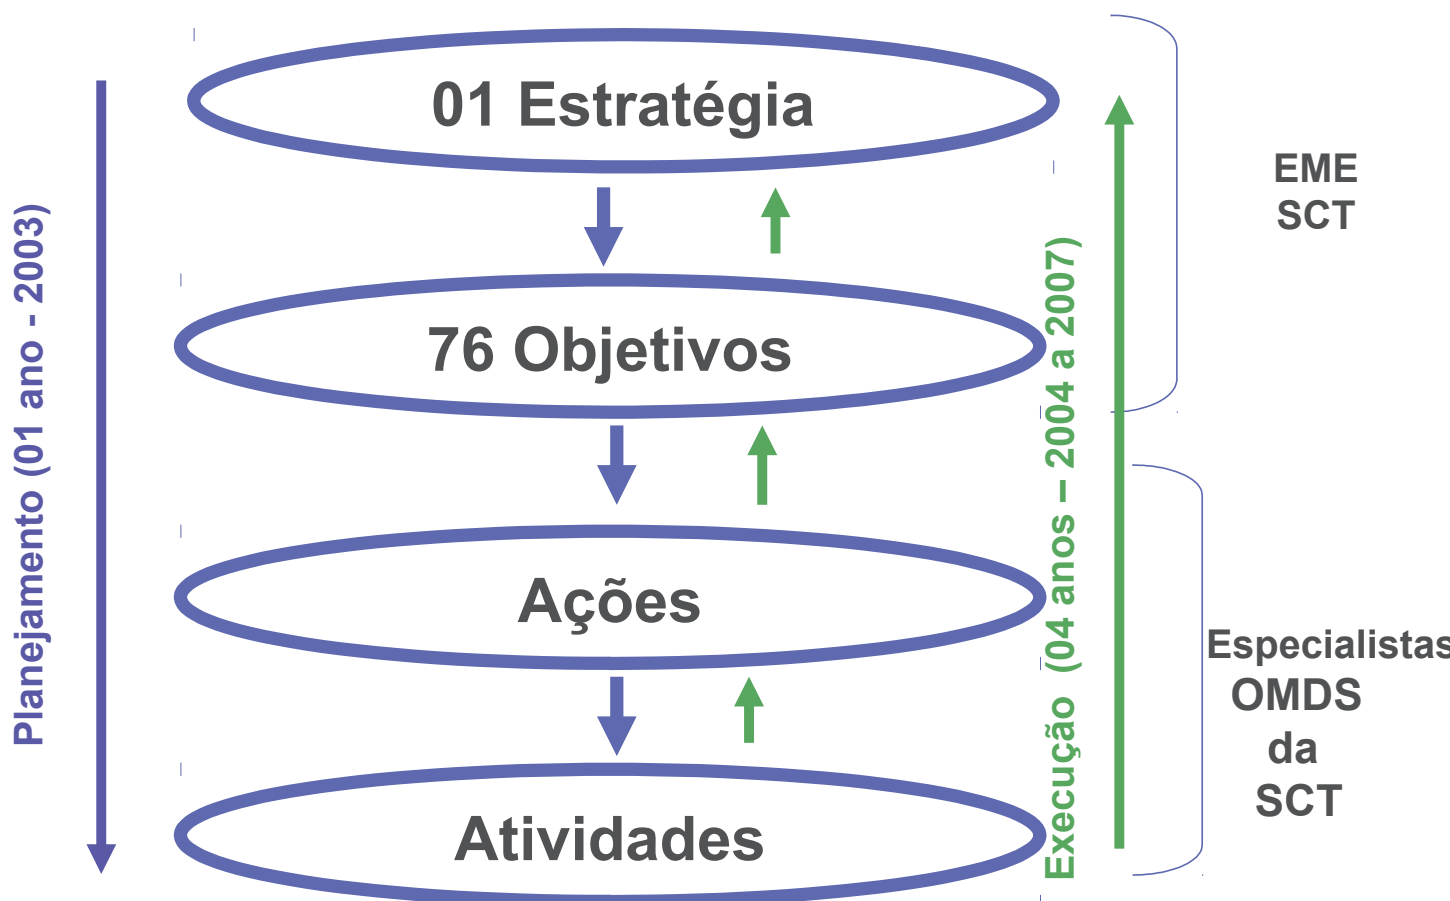 01 Estratégia
76 Objetivos
Ações
Atividades
Planejamento (01 ano - 2003)
Execução (04 anos – 2004 a 2007)
EME
SCT
Especialistas
OMDS
da
SCT